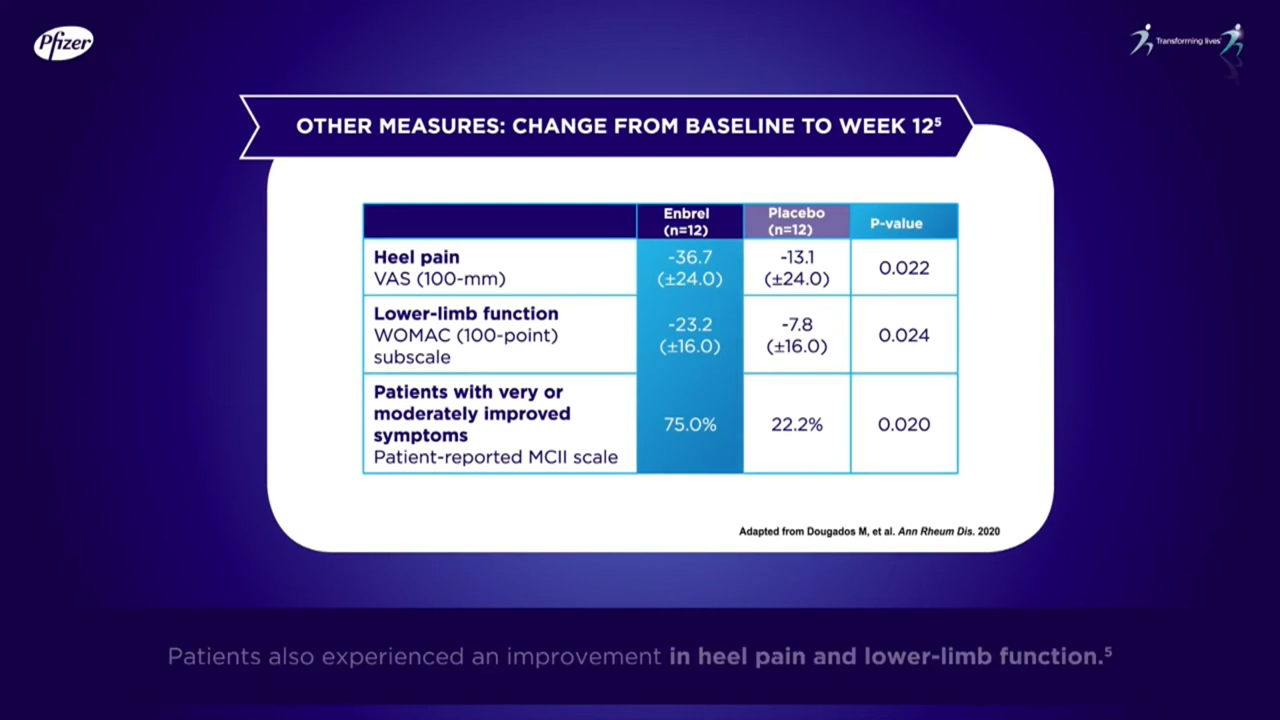 Pfizer
Transforming lives
OTHER MEASURES: CHANGE FROM BASELINE TO WEEK 12⁵
Enbrel
(n=12)
Placebo
(n=12)
P-value
Heel pain
VAS (100-mm)
-36.7
(±24.0)
-13.1
(±24.0)
0.022
Lower-limb function
WOMAC (100-point)
subscale
-23.2
(±16.0)
-7.8
(±16.0)
0.024
Patients with very or
moderately improved
symptoms
Patient-reported MCII scale
75.0%
22.2%
0.020
Adapted from Dougados M, et al. Ann Rheum Dis. 2020
Patients also experienced an improvement in heel pain and lower-limb function.⁵